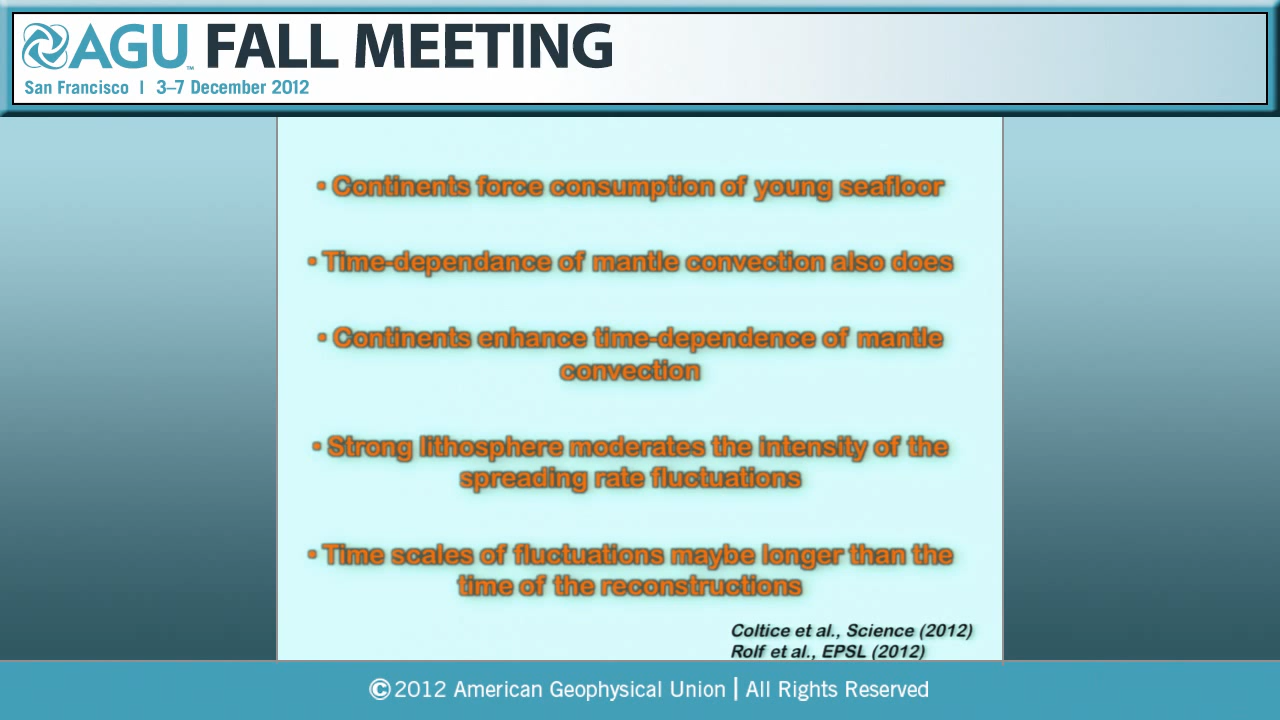 AGU™ FALL MEETING
San Francisco | 3–7 December 2012
• Continents force consumption of young seafloor
• Time-dependance of mantle convection also does
• Continents enhance time-dependence of mantle
convection
• Strong lithosphere moderates the intensity of the
spreading rate fluctuations
• Time scales of fluctuations maybe longer than the
time of the reconstructions
Coltice et al., Science (2012)
Rolf et al., EPSL (2012)
©2012 American Geophysical Union | All Rights Reserved